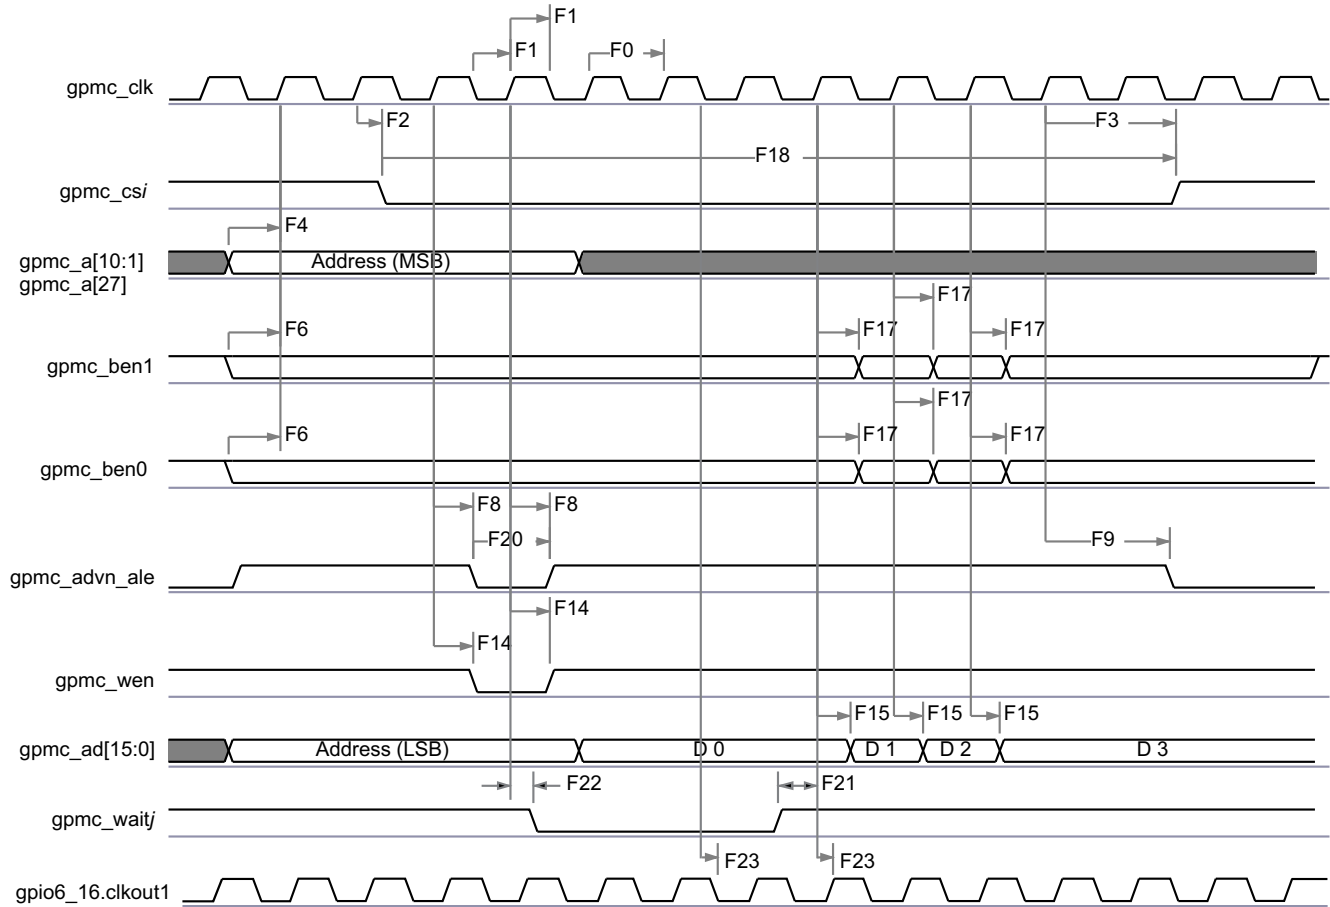 F1
F1
F0
gpmc_clk
F2
F3
F18
gpmc_csi
F4
gpmc_a[10:1]
Address (MSB)
gpmc_a[27]
F17
F6
F17
F17
gpmc_ben1
F17
F6
F17
F17
gpmc_ben0
F8
F8
F20
F9
gpmc_advn_ale
F14
F14
gpmc_wen
F15
F15
F15
gpmc_ad[15:0]
Address (LSB)
D 0
D 1
D 2
D 3
F22
F21
gpmc_waitj
F23
F23
gpio6_16.clkout1